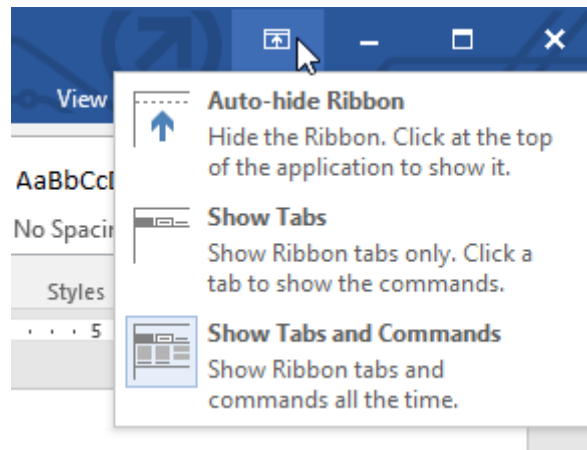 View
Auto-hide Ribbon
Hide the Ribbon. Click at the top
of the application to show it.
AaBbCcD
No Spacin
Show Tabs
Show Ribbon tabs only. Click a
tab to show the commands.
Styles
5
Show Tabs and Commands
Show Ribbon tabs and
commands all the time.